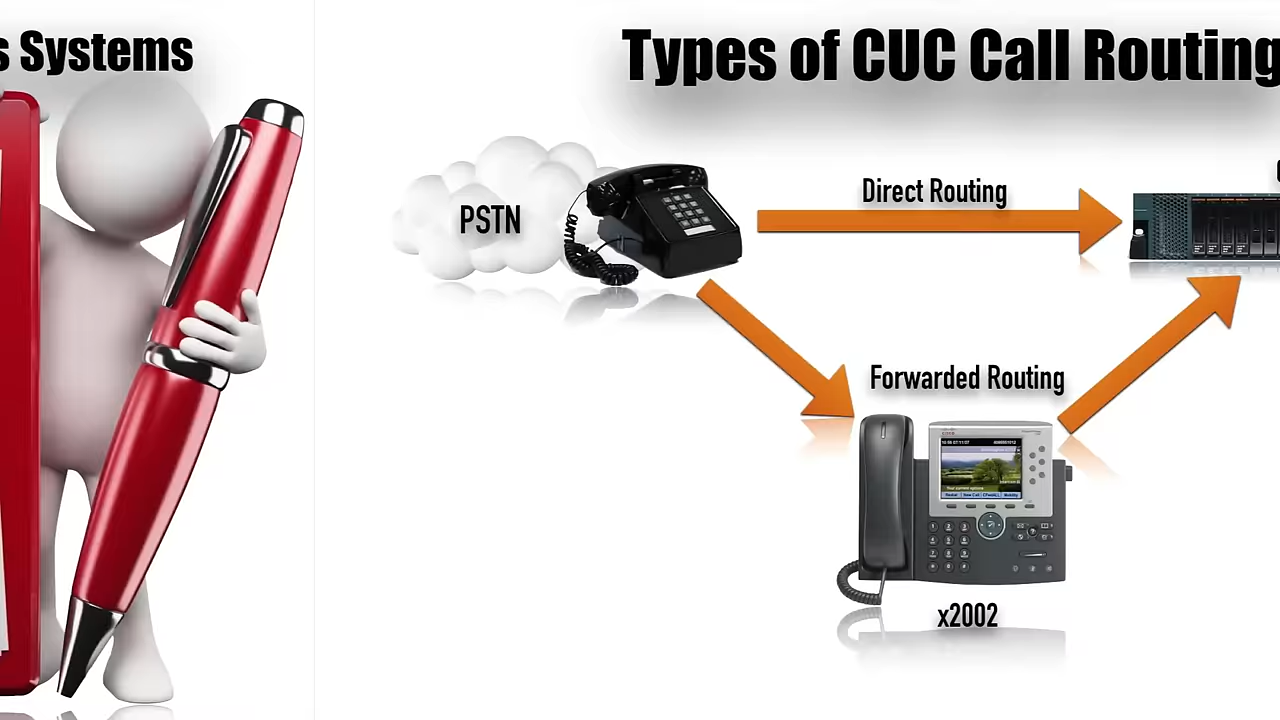 s Systems
Types of CUC Call Routing
PSTN
Direct Routing
Forwarded Routing
x2002